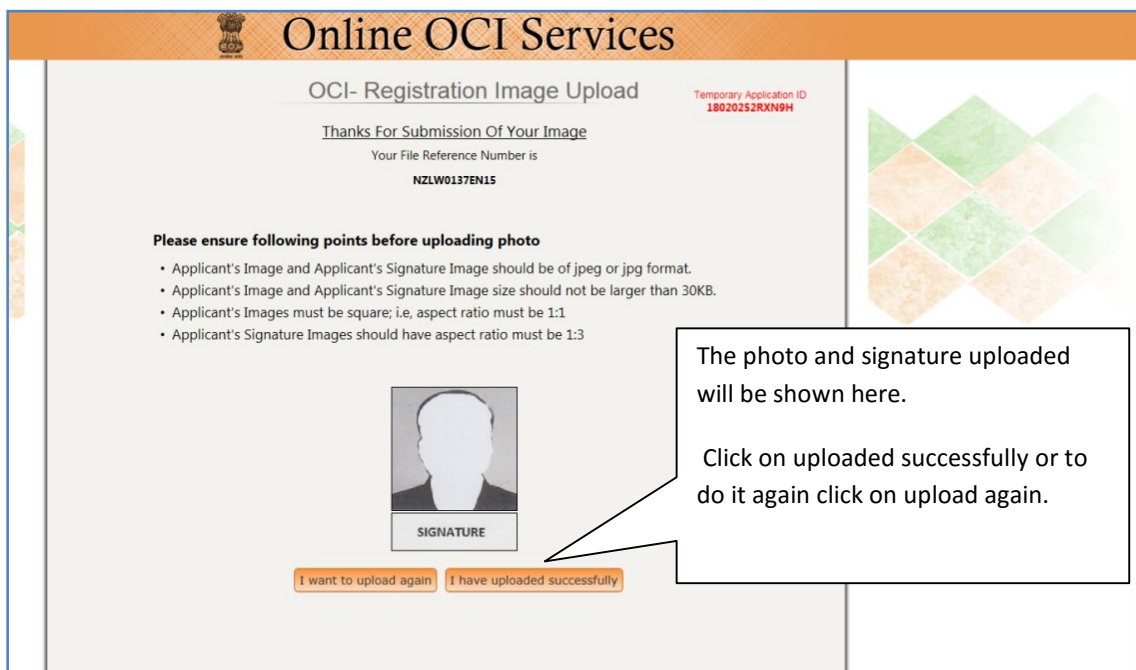 Online OCI Services
OCI- Registration Image Upload
Temporary Application ID
18020252RXN9H
Thanks For Submission Of Your Image
Your File Reference Number is
NZLW0137EN15
Please ensure following points before uploading photo
• Applicant's Image and Applicant's Signature Image should be of jpeg or jpg format.
• Applicant's Image and Applicant's Signature Image size should not be larger than 30KB.
• Applicant's Images must be square; i.e, aspect ratio must be 1:1
• Applicant's Signature Images should have aspect ratio must be 1:3
The photo and signature uploaded
will be shown here.
Click on uploaded successfully or to
do it again click on upload again.
SIGNATURE
I want to upload again
I have uploaded successfully